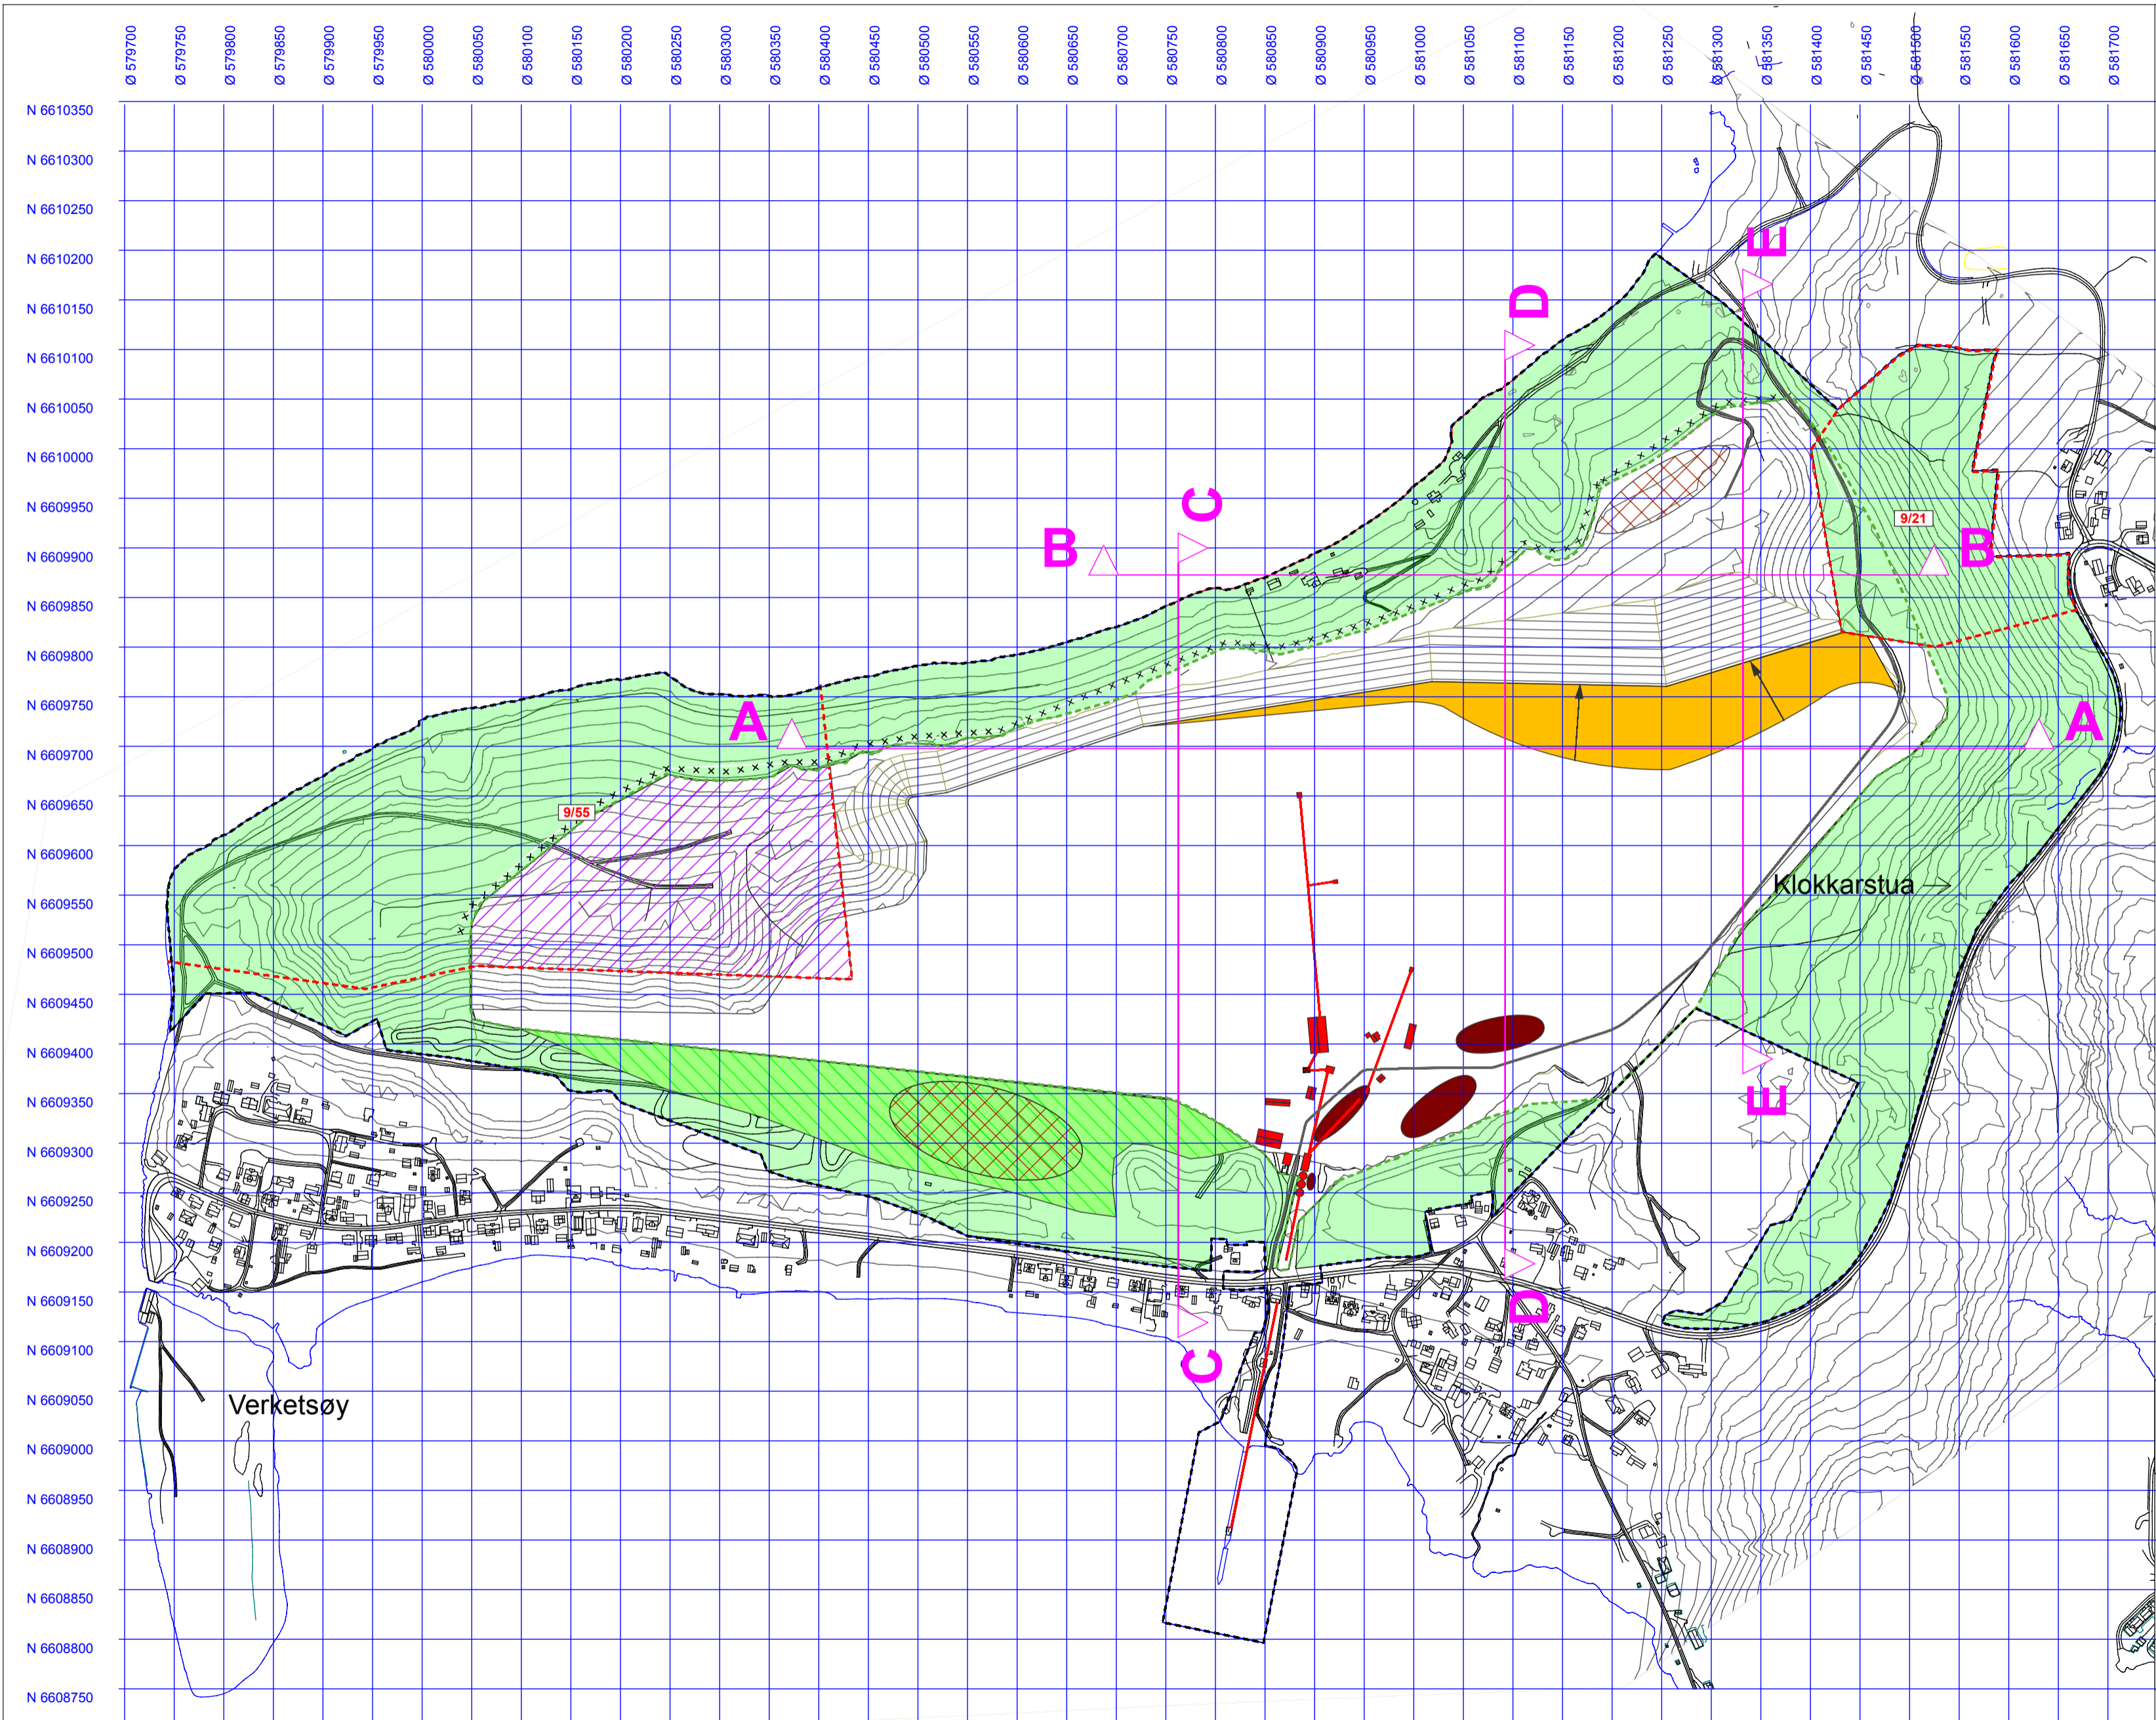 Ø 579700
Ø 579750
Ø 579800
Ø 579850
Ø 579900
Ø 579950
Ø 580000
Ø 580050
Ø 580100
Ø 580150
Ø 580200
Ø 580250
Ø 580300
Ø 580350
Ø 580400
Ø 580450
Ø 580500
Ø 580550
Ø 580600
Ø 580650
Ø 580700
Ø 580750
Ø 580800
Ø 580850
Ø 580900
Ø 580950
Ø 581000
Ø 581050
Ø 581100
Ø 581150
Ø 581200
Ø 581250
Ø 581300
Ø 581350
Ø 581400
Ø 581450
Ø 581500
Ø 581550
Ø 581600
Ø 581650
Ø 581700
N 6610350
N 6610300
N 6610250
N 6610200
E
N 6610150
D
N 6610100
N 6610050
N 6610000
N 6609950
C
9/21
N 6609900
B
B
N 6609850
N 6609800
N 6609750
A
A
N 6609700
N 6609650
9/55
N 6609600
N 6609550
Klokkarstua
N 6609500
N 6609450
N 6609400
N 6609350
E
N 6609300
N 6609250
N 6609200
N 6609150
D
N 6609100
C
N 6609050
Verketsøy
N 6609000
N 6608950
N 6608900
N 6608850
N 6608800
N 6608750